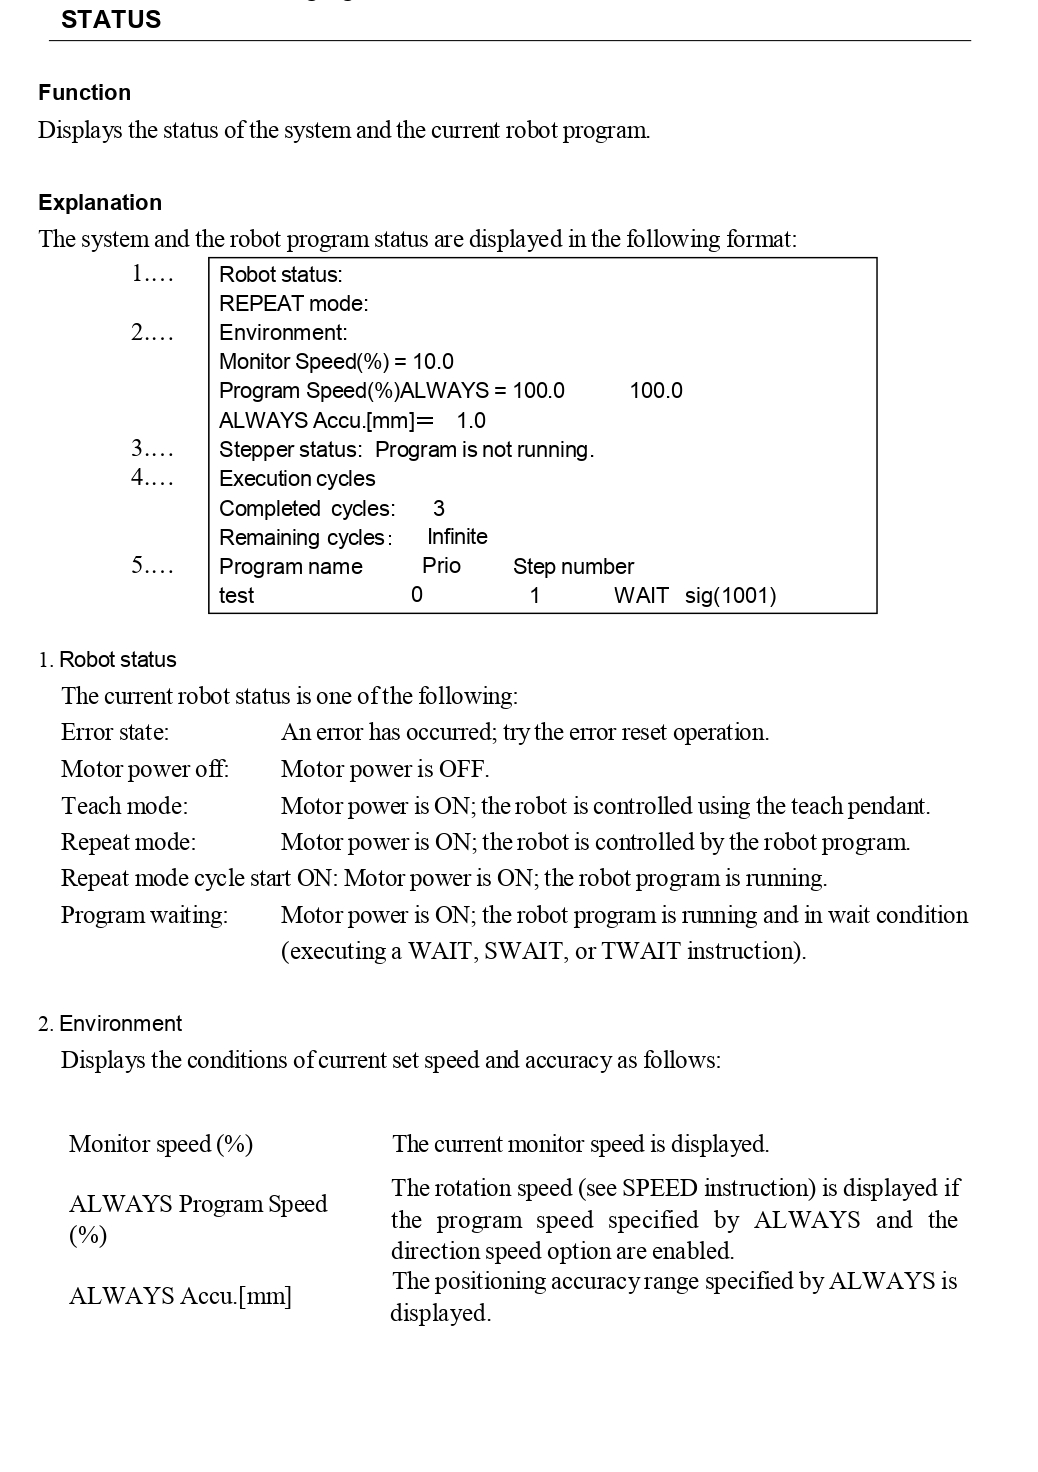 STATUS
Function
Displays the status of the system and the current robot program.
Explanation
The system and the robot program status are displayed in the following format:
1.… Robot status:
REPEAT mode:
2.… Environment:
Monitor Speed(%) = 10.0
Program Speed(%)ALWAYS = 100.0 100.0
ALWAYS Accu.[mm]= 1.0
3.… Stepper status: Program is not running.
4.… Execution cycles
Completed cycles: 3
Remaining cycles: Infinite
5.… Program name Prio Step number
test 0 1 WAIT sig(1001)
1. Robot status
The current robot status is one of the following:
Error state: An error has occurred; try the error reset operation.
Motor power off: Motor power is OFF.
Teach mode: Motor power is ON; the robot is controlled using the teach pendant.
Repeat mode: Motor power is ON; the robot is controlled by the robot program.
Repeat mode cycle start ON: Motor power is ON; the robot program is running.
Program waiting: Motor power is ON; the robot program is running and in wait condition
(executing a WAIT, SWAIT, or TWAIT instruction).
2. Environment
Displays the conditions of current set speed and accuracy as follows:
Monitor speed (%) The current monitor speed is displayed.
ALWAYS Program Speed
(%)
The rotation speed (see SPEED instruction) is displayed if
the program speed specified by ALWAYS and the
direction speed option are enabled.
ALWAYS Accu.[mm]
The positioning accuracy range specified by ALWAYS is
displayed.